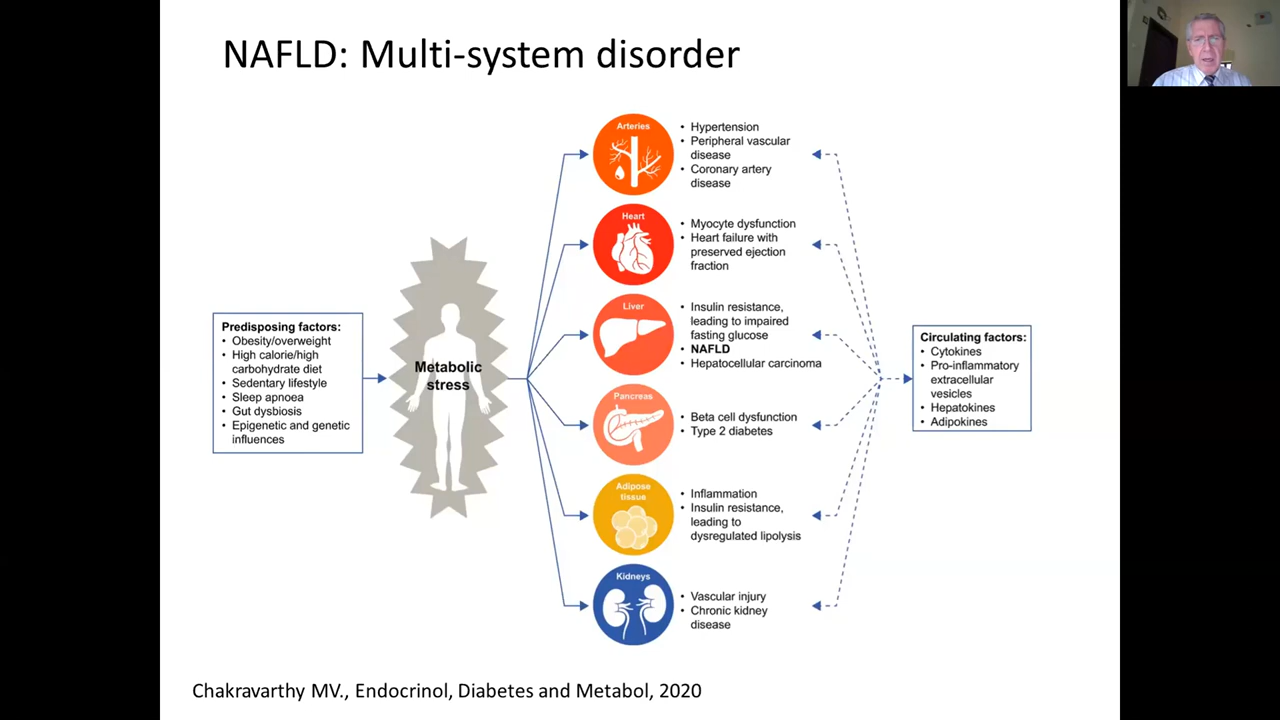 NAFLD: Multi-system disorder
Predisposing factors:
• Obesity/overweight
• High calorie/high
carbohydrate diet
• Sedentary lifestyle
• Sleep apnoea
• Gut dysbiosis
• Epigenetic and genetic
influences
Metabolic
stress
Arteries
• Hypertension
• Peripheral vascular
disease
• Coronary artery
disease
Heart
• Myocyte dysfunction
• Heart failure with
preserved ejection
fraction
Liver
• Insulin resistance,
leading to impaired
fasting glucose
• NAFLD
• Hepatocellular carcinoma
Pancreas
• Beta cell dysfunction
• Type 2 diabetes
Adipose
tissue
• Inflammation
• Insulin resistance,
leading to
dysregulated lipolysis
Kidneys
• Vascular injury
• Chronic kidney
disease
Circulating factors:
• Cytokines
• Pro-inflammatory
extracellular
vesicles
• Hepatokines
• Adipokines
Chakravarthy MV., Endocrinol, Diabetes and Metabol, 2020